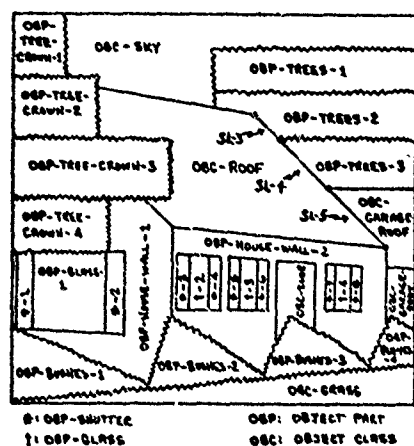 OBP-
TREE-
CROWN-1
OBC-SKY
OBP-TREES-1
OBP-TREE-
CROWN-2
OBP-TREES-2
SL-3
OBP-TREE-CROWN-3
OBC-ROOF
OBP-TREES-3
SL-4
OBC-
GARAGE-
ROOF
SL-5
OBP-TREE-
CROWN-4
OBP-HOUSE-WALL-1
OBP-HOUSE-WALL-2
OBP-GLASS-
1
OBP-BUSHES-1
OBP-BUSHES-2
OBP-BUSHES-3
OBC-GRASS
#: OBP-SHUTTER
‡: OBP-GLASS
OBP: OBJECT PART
OBC: OBJECT CLASS